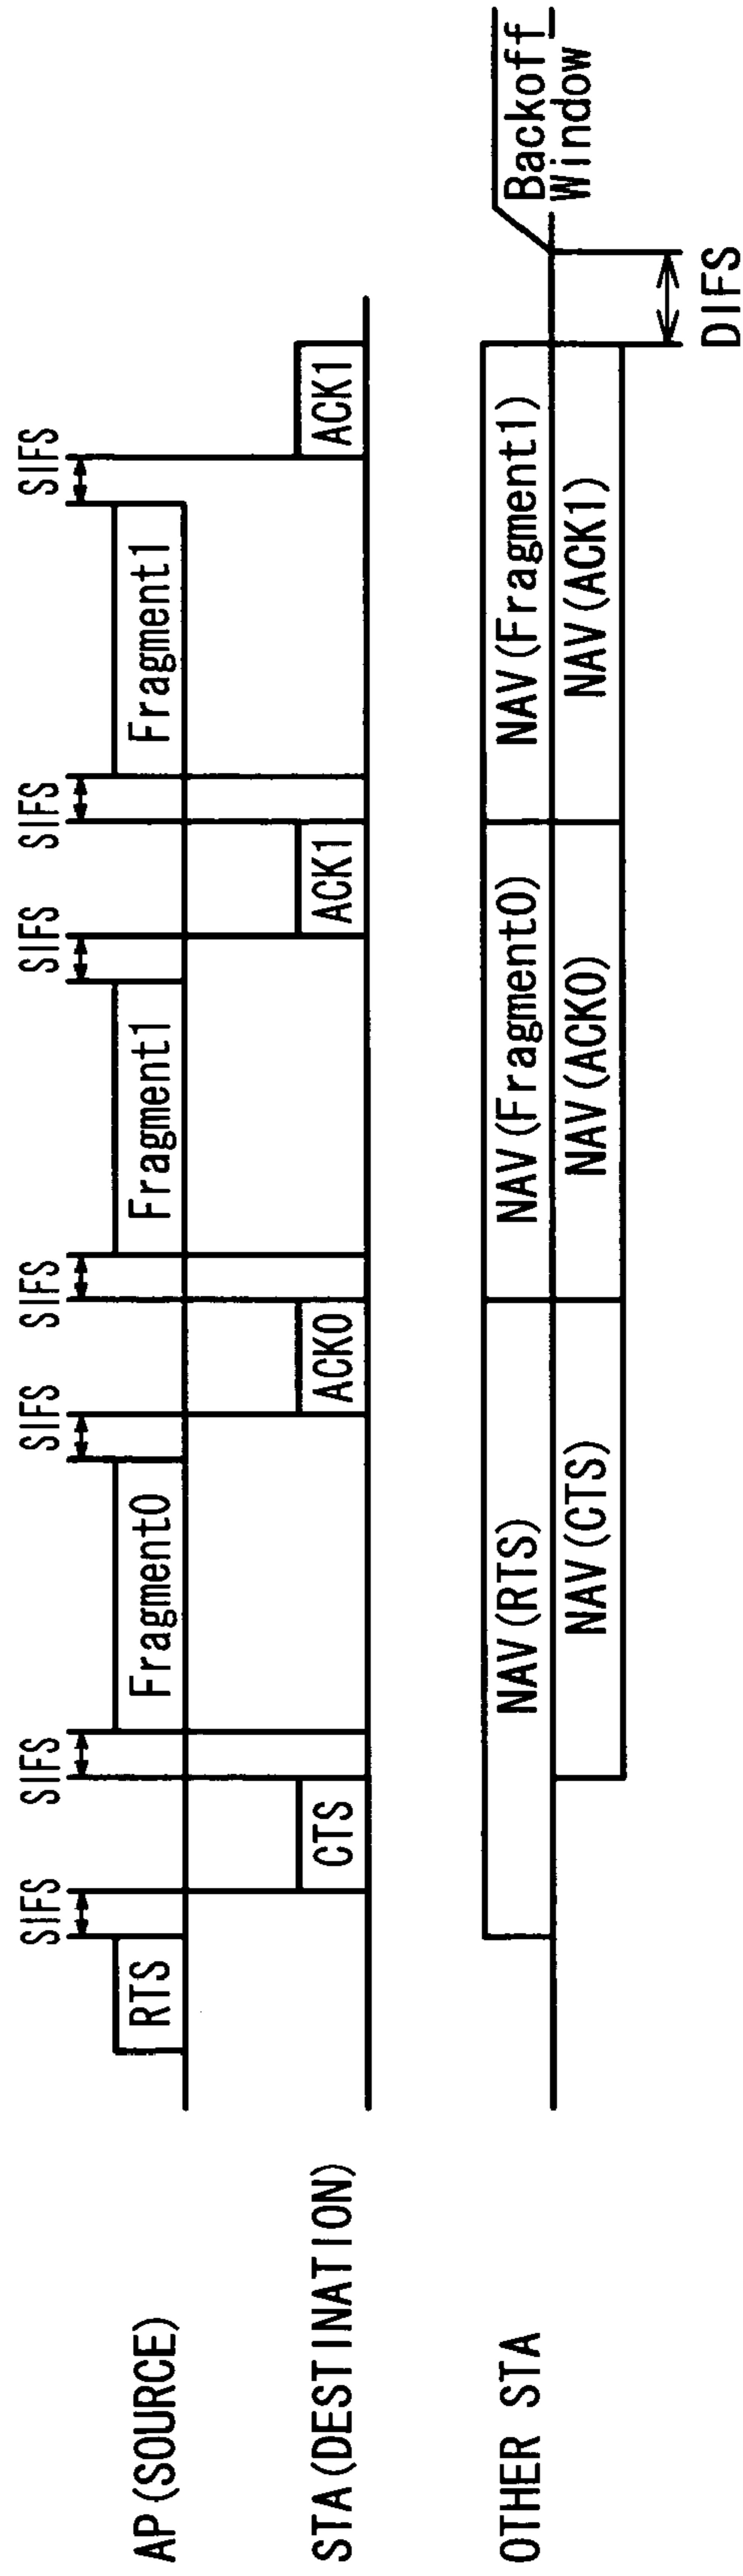 SIFS SIFS SIFS SIFS SIFS SIFS SIFS
AP(SOURCE) RTS Fragment0 Fragment1 Fragment1
STA(DESTINATION) CTS ACK0 ACK1 ACK1
OTHER STA NAV(RTS) NAV(Fragment0) NAV(Fragment1) Backoff
NAV(CTS) NAV(ACK0) NAV(ACK1) Window
DIFS